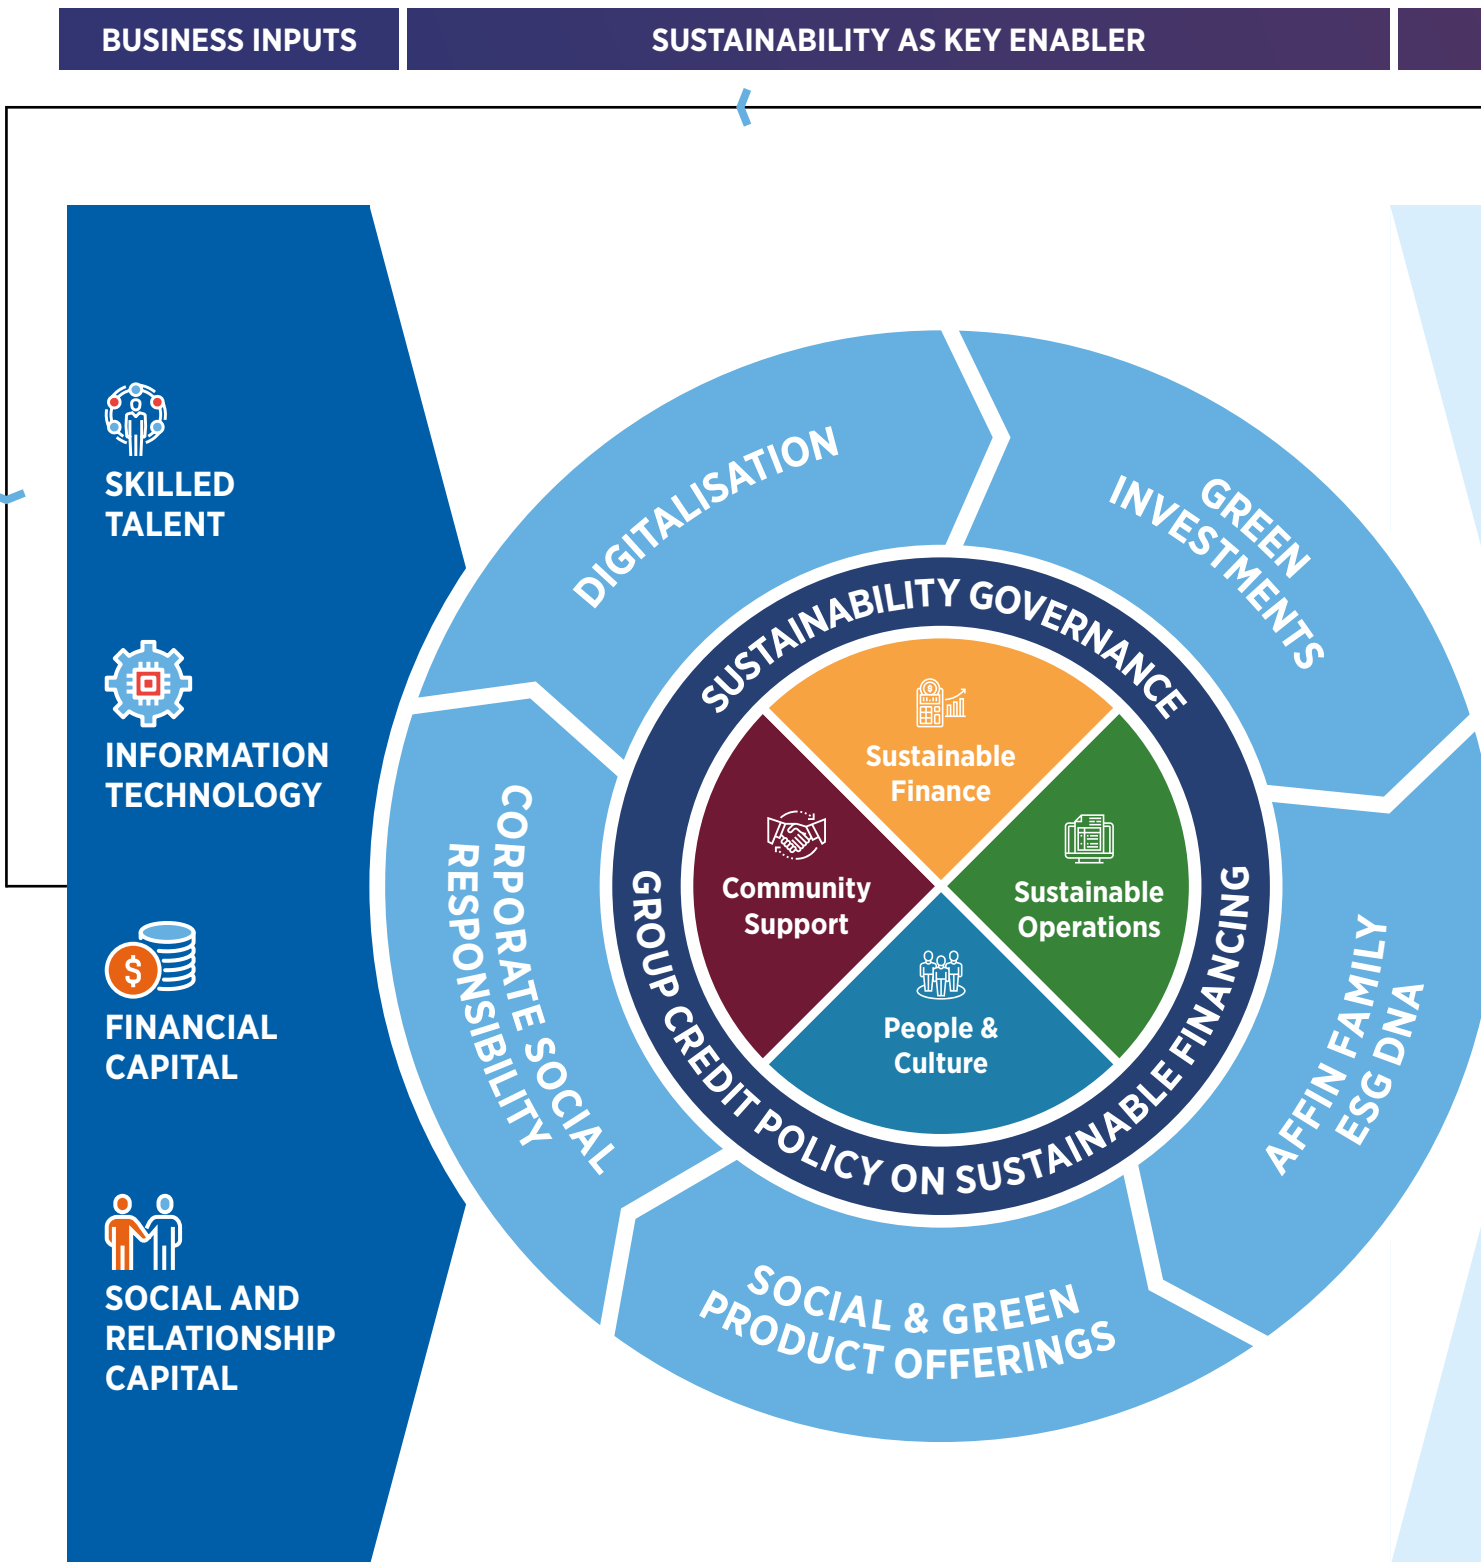 BUSINESS INPUTS
SUSTAINABILITY AS KEY ENABLER
SKILLED
TALENT
INFORMATION
TECHNOLOGY
FINANCIAL
CAPITAL
SOCIAL AND
RELATIONSHIP
CAPITAL
DIGITALISATION
GREEN
INVESTMENTS
AFFIN FAMILY
ESG DNA
SOCIAL & GREEN
PRODUCT OFFERINGS
CORPORATE SOCIAL
RESPONSIBILITY
SUSTAINABILITY GOVERNANCE
GROUP CREDIT POLICY ON SUSTAINABLE FINANCING
Sustainable
Finance
Community
Support
Sustainable
Operations
People &
Culture